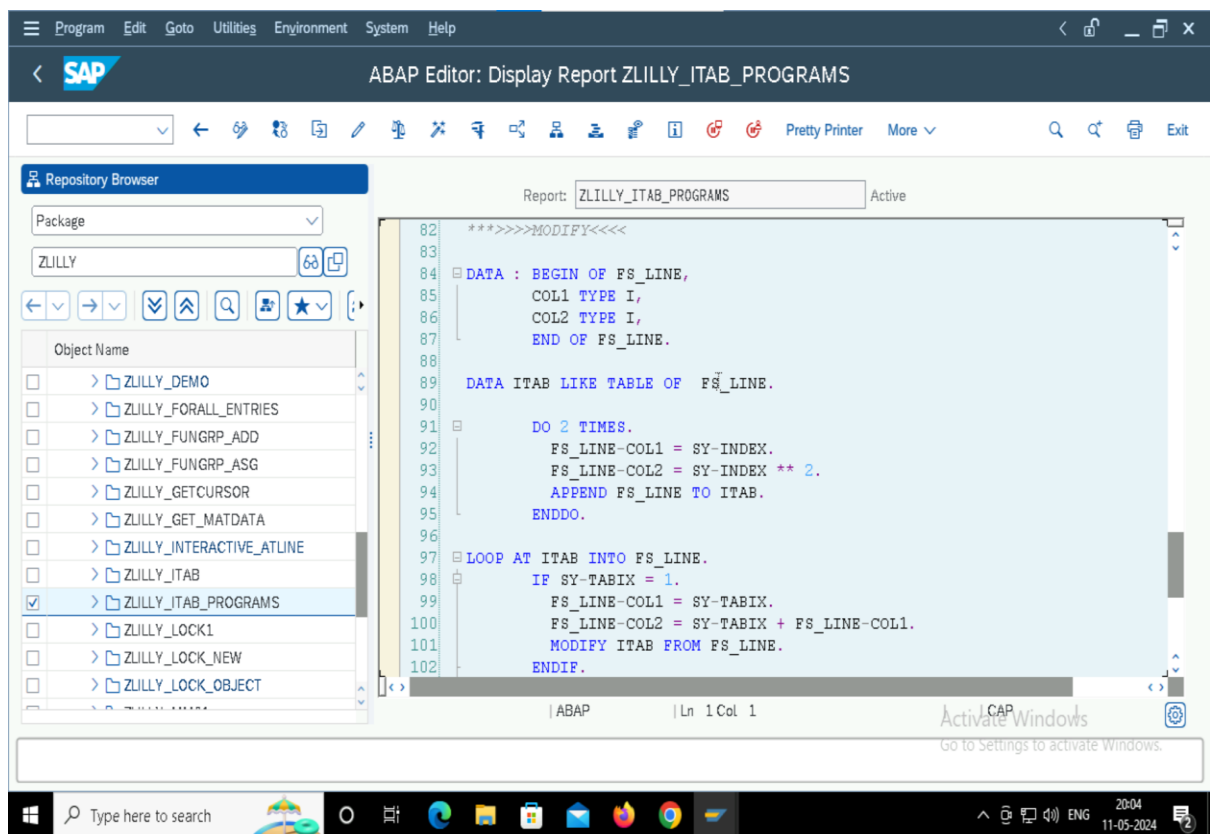 Program Edit Goto Utilities Environment System Help
SAP
ABAP Editor: Display Report ZLILLY_ITAB_PROGRAMS
Pretty Printer More Exit
Repository Browser
Package
ZLILLY
Object Name
ZLILLY_DEMO
ZLILLY_FORALL_ENTRIES
ZLILLY_FUNGRP_ADD
ZLILLY_FUNGRP_ASG
ZLILLY_GETCURSOR
ZLILLY_GET_MATDATA
ZLILLY_INTERACTIVE_ATLINE
ZLILLY_ITAB
ZLILLY_ITAB_PROGRAMS
ZLILLY_LOCK1
ZLILLY_LOCK_NEW
ZLILLY_LOCK_OBJECT
Report: ZLILLY_ITAB_PROGRAMS Active
82 ***>>>>MODIFY<<<<
83
84 DATA : BEGIN OF FS_LINE,
85 COL1 TYPE I,
86 COL2 TYPE I,
87 END OF FS_LINE.
88
89 DATA ITAB LIKE TABLE OF FS_LINE.
90
91 DO 2 TIMES.
92 FS_LINE-COL1 = SY-INDEX.
93 FS_LINE-COL2 = SY-INDEX ** 2.
94 APPEND FS_LINE TO ITAB.
95 ENDDO.
96
97 LOOP AT ITAB INTO FS_LINE.
98 IF SY-TABIX = 1.
99 FS_LINE-COL1 = SY-TABIX.
100 FS_LINE-COL2 = SY-TABIX + FS_LINE-COL1.
101 MODIFY ITAB FROM FS_LINE.
102 ENDIF.
ABAP Ln 1 Col 1 CAP
Activate Windows
Go to Settings to activate Windows.
Type here to search
ENG
20:04
11-05-2024
2